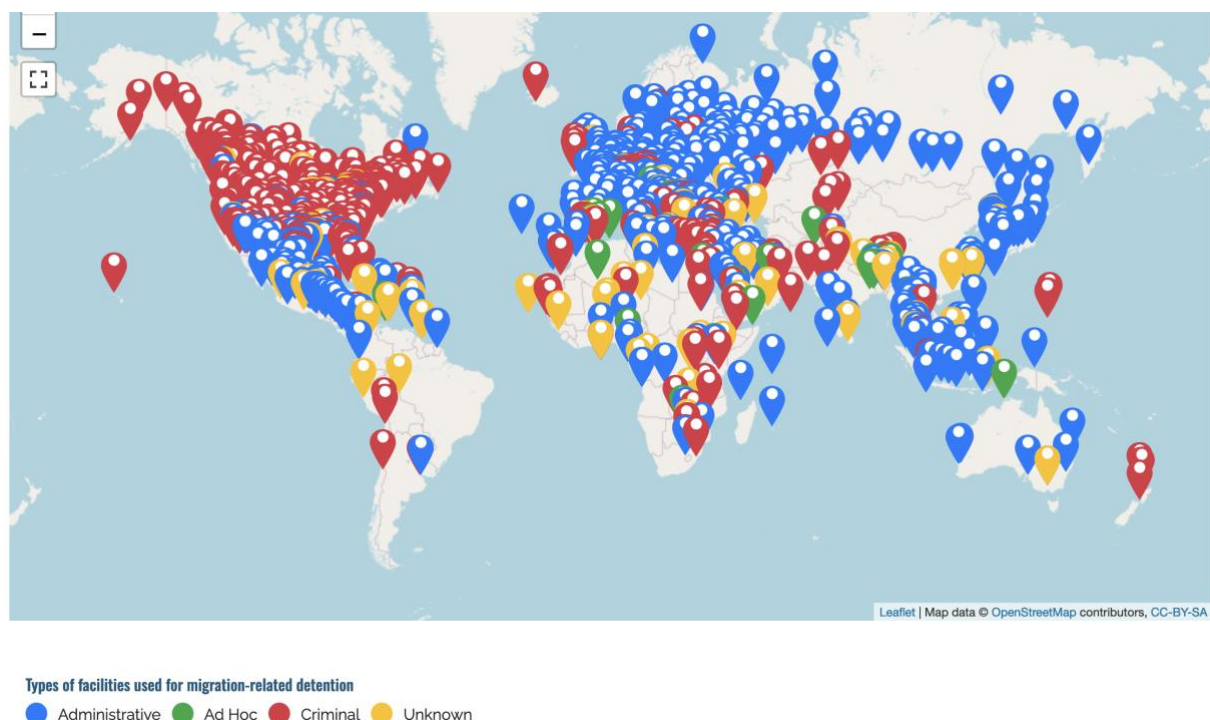 Leaflet | Map data © OpenStreetMap contributors, CC-BY-SA
Types of facilities used for migration-related detention
Administrative Ad Hoc Criminal Unknown